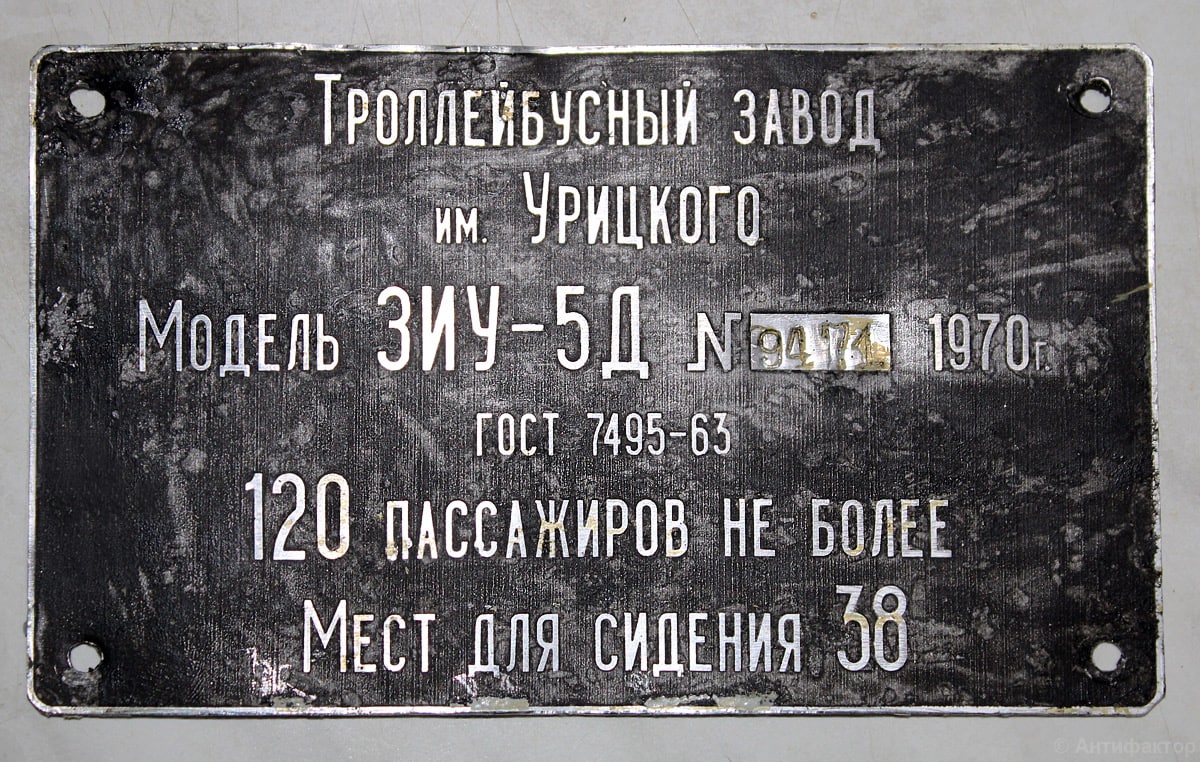 Троллейбусный завод
им. Урицкого
Модель ЗИУ-5Д № 1970г.
ГОСТ 7495-63
120 пассажиров не более
Мест для сидения 38
© Антифактор